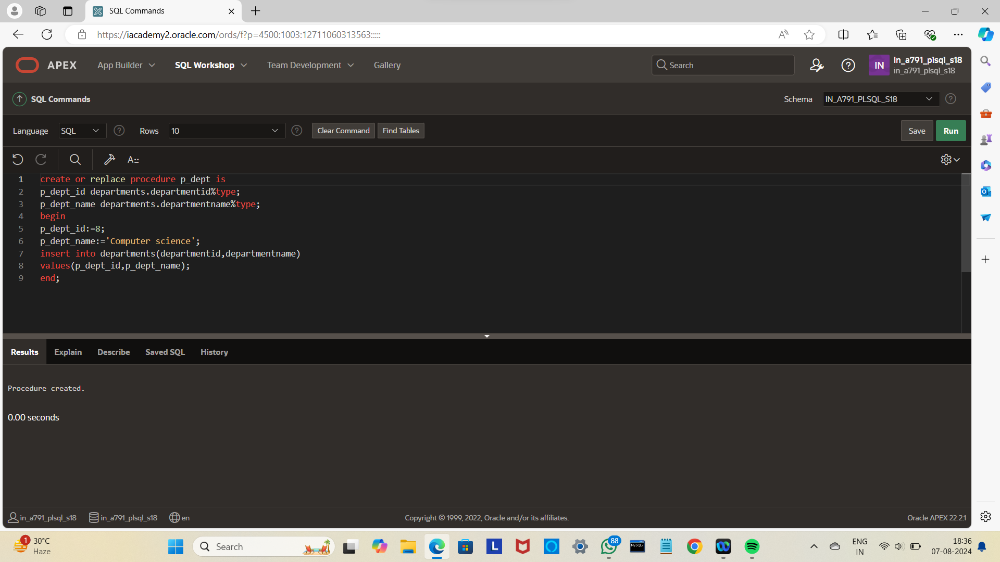 SQL Commands
https://iacademy2.oracle.com/ords/f?p=4500:1003:12711060313563:::::
APEX
App Builder
SQL Workshop
Team Development
Gallery
Search
IN
in_a791_plsql_s18
in_a791_plsql_s18
SQL Commands
Schema
IN_A791_PLSQL_S18
Language
SQL
Rows
10
Clear Command
Find Tables
Save
Run
A::
1 create or replace procedure p_dept is
2 p_dept_id departments.departmentid%type;
3 p_dept_name departments.departmentname%type;
4 begin
5 p_dept_id:=8;
6 p_dept_name:='Computer science';
7 insert into departments(departmentid,departmentname)
8 values(p_dept_id,p_dept_name);
9 end;
Results
Explain
Describe
Saved SQL
History
Procedure created.
0.00 seconds
in_a791_plsql_s18
in_a791_plsql_s18
en
Copyright © 1999, 2022, Oracle and/or its affiliates.
Oracle APEX 22.2.1
1
30°C
Haze
Search
L
88
MySQL
ENG
IN
18:36
07-08-2024